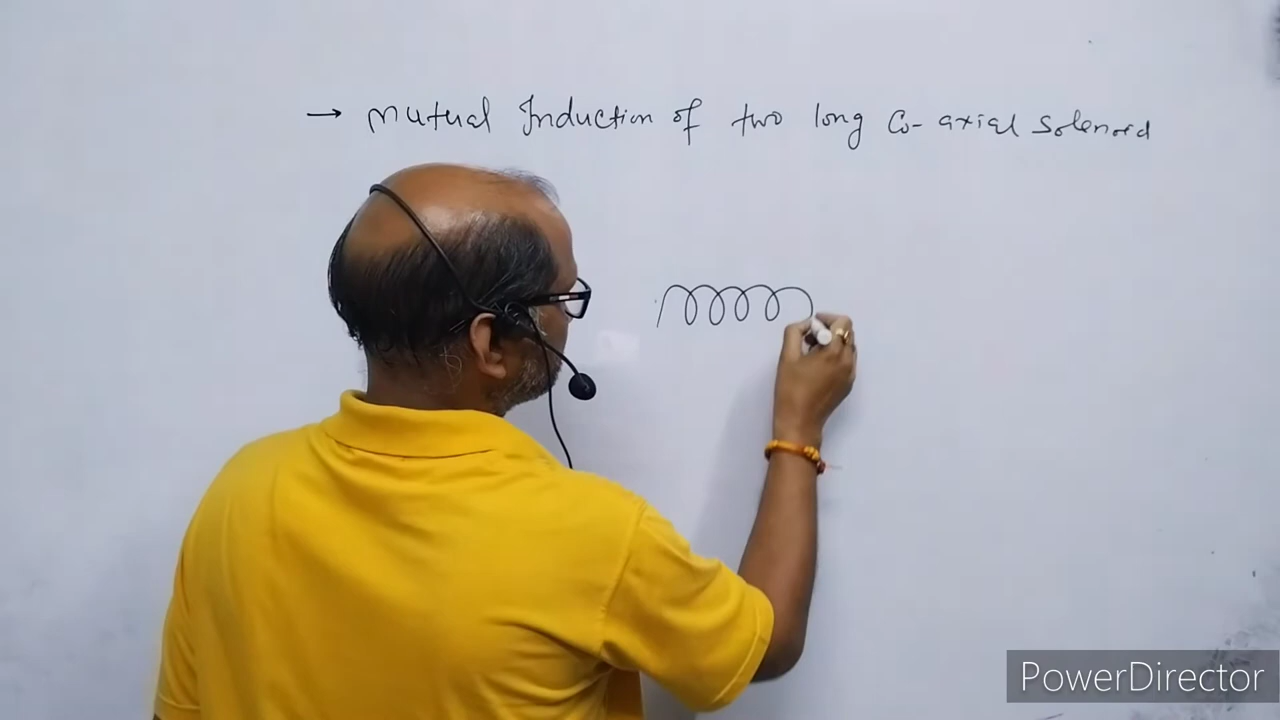 → Mutual Induction of two long Co-axial Solenoid
PowerDirector